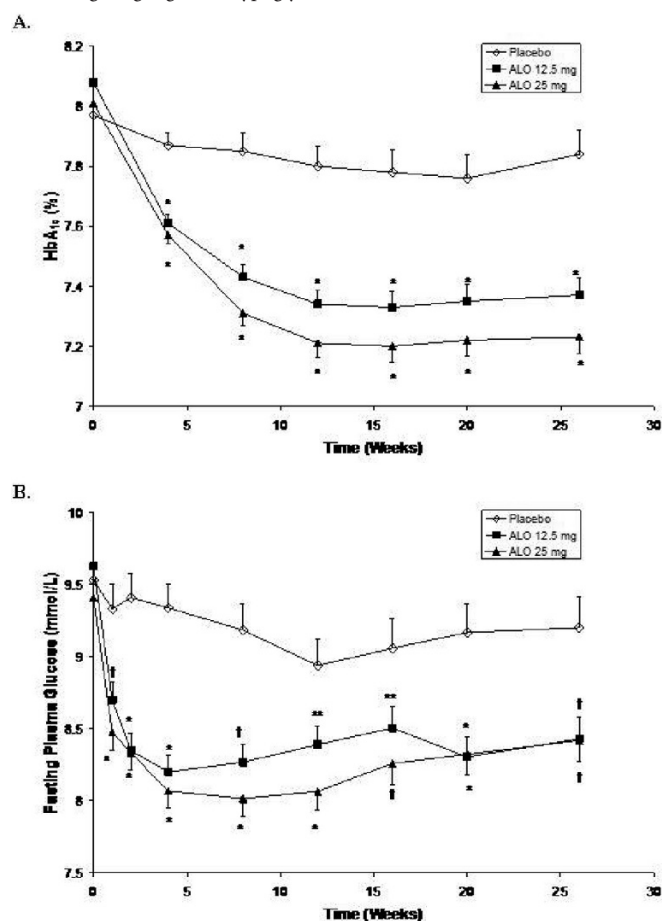 A.
8.2
Placebo
ALO 12.5 mg
ALO 25 mg
8
7.8
7.6
7.4
7.2
7
HbA1c (%)
* * * * * *
* * * * * *
0 5 10 15 20 25 30
Time (Weeks)
B.
10
Placebo
ALO 12.5 mg
ALO 25 mg
9.5
9
8.5
8
7.5
Fasting Plasma Glucose (mmol/L)
† * * † ** ** * †
* * * * * † * †
0 5 10 15 20 25 30
Time (Weeks)